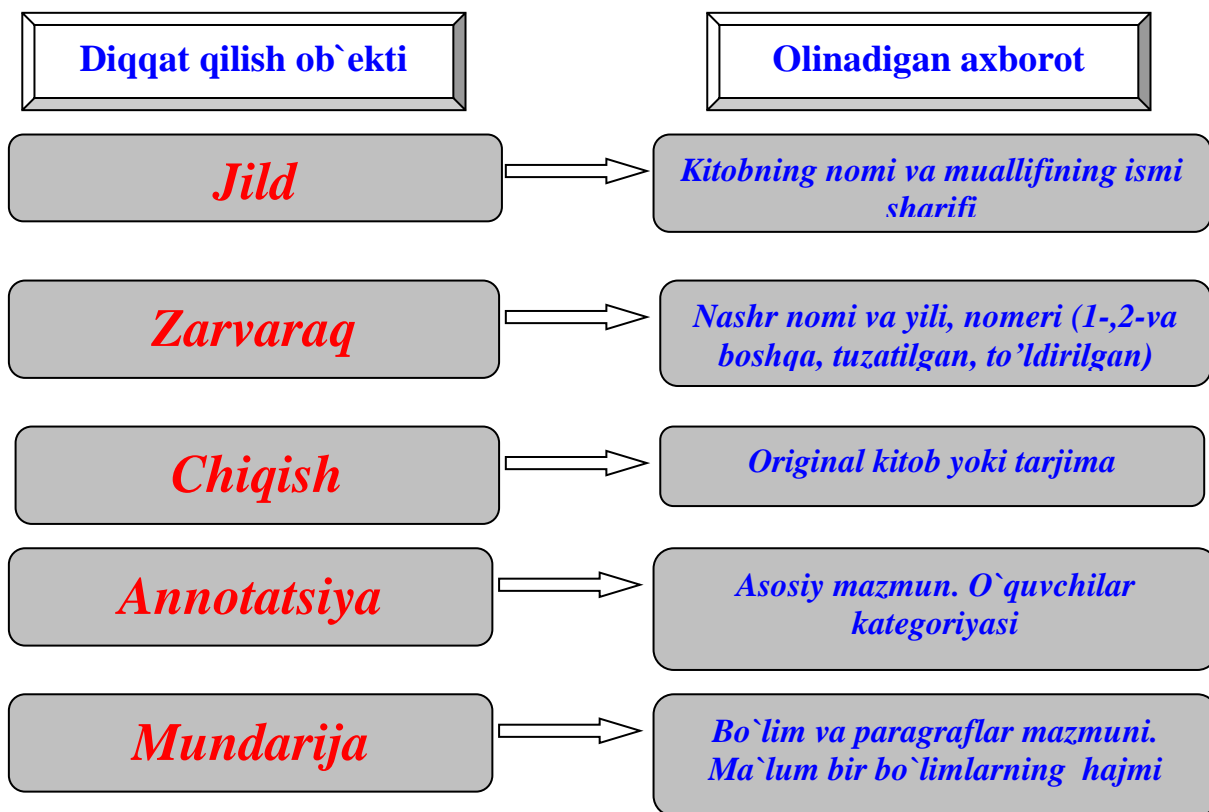 Diqqat qilish ob`ekti
Olinadigan axborot
Jild
Kitobning nomi va muallifining ismi
sharifi
Zarvaraq
Nashr nomi va yili, nomeri (1-,2-va
boshqa, tuzatilgan, to’ldirilgan)
Chiqish
Original kitob yoki tarjima
Annotatsiya
Asosiy mazmun. O`quvchilar
kategoriyasi
Mundarija
Bo`lim va paragraflar mazmuni.
Ma`lum bir bo`limlarning  hajmi